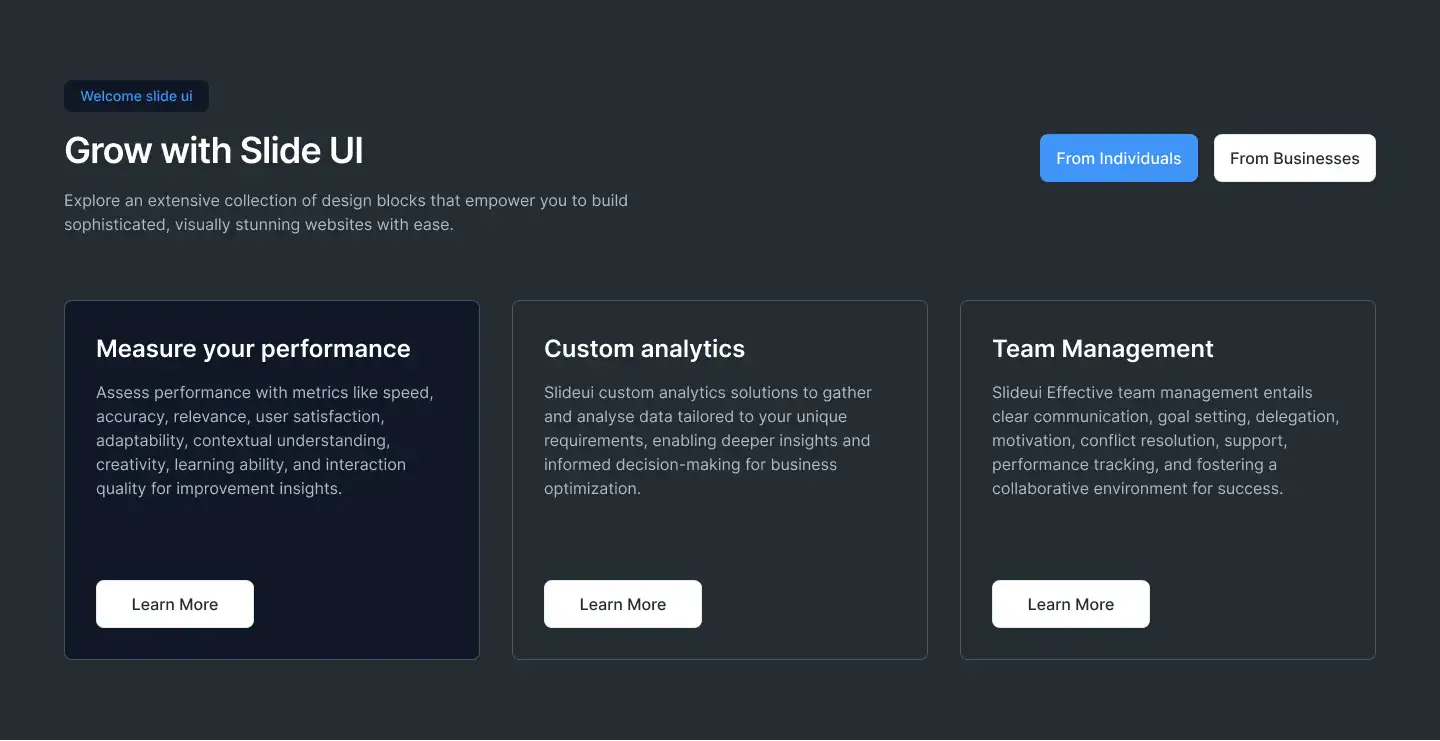 Welcome slide ui
Grow with Slide UI
Explore an extensive collection of design blocks that empower you to build
sophisticated, visually stunning websites with ease.
From Individuals
From Businesses
Measure your performance
Assess performance with metrics like speed,
accuracy, relevance, user satisfaction,
adaptability, contextual understanding,
creativity, learning ability, and interaction
quality for improvement insights.
Learn More
Custom analytics
Slideui custom analytics solutions to gather
and analyse data tailored to your unique
requirements, enabling deeper insights and
informed decision-making for business
optimization.
Learn More
Team Management
Slideui Effective team management entails
clear communication, goal setting, delegation,
motivation, conflict resolution, support,
performance tracking, and fostering a
collaborative environment for success.
Learn More